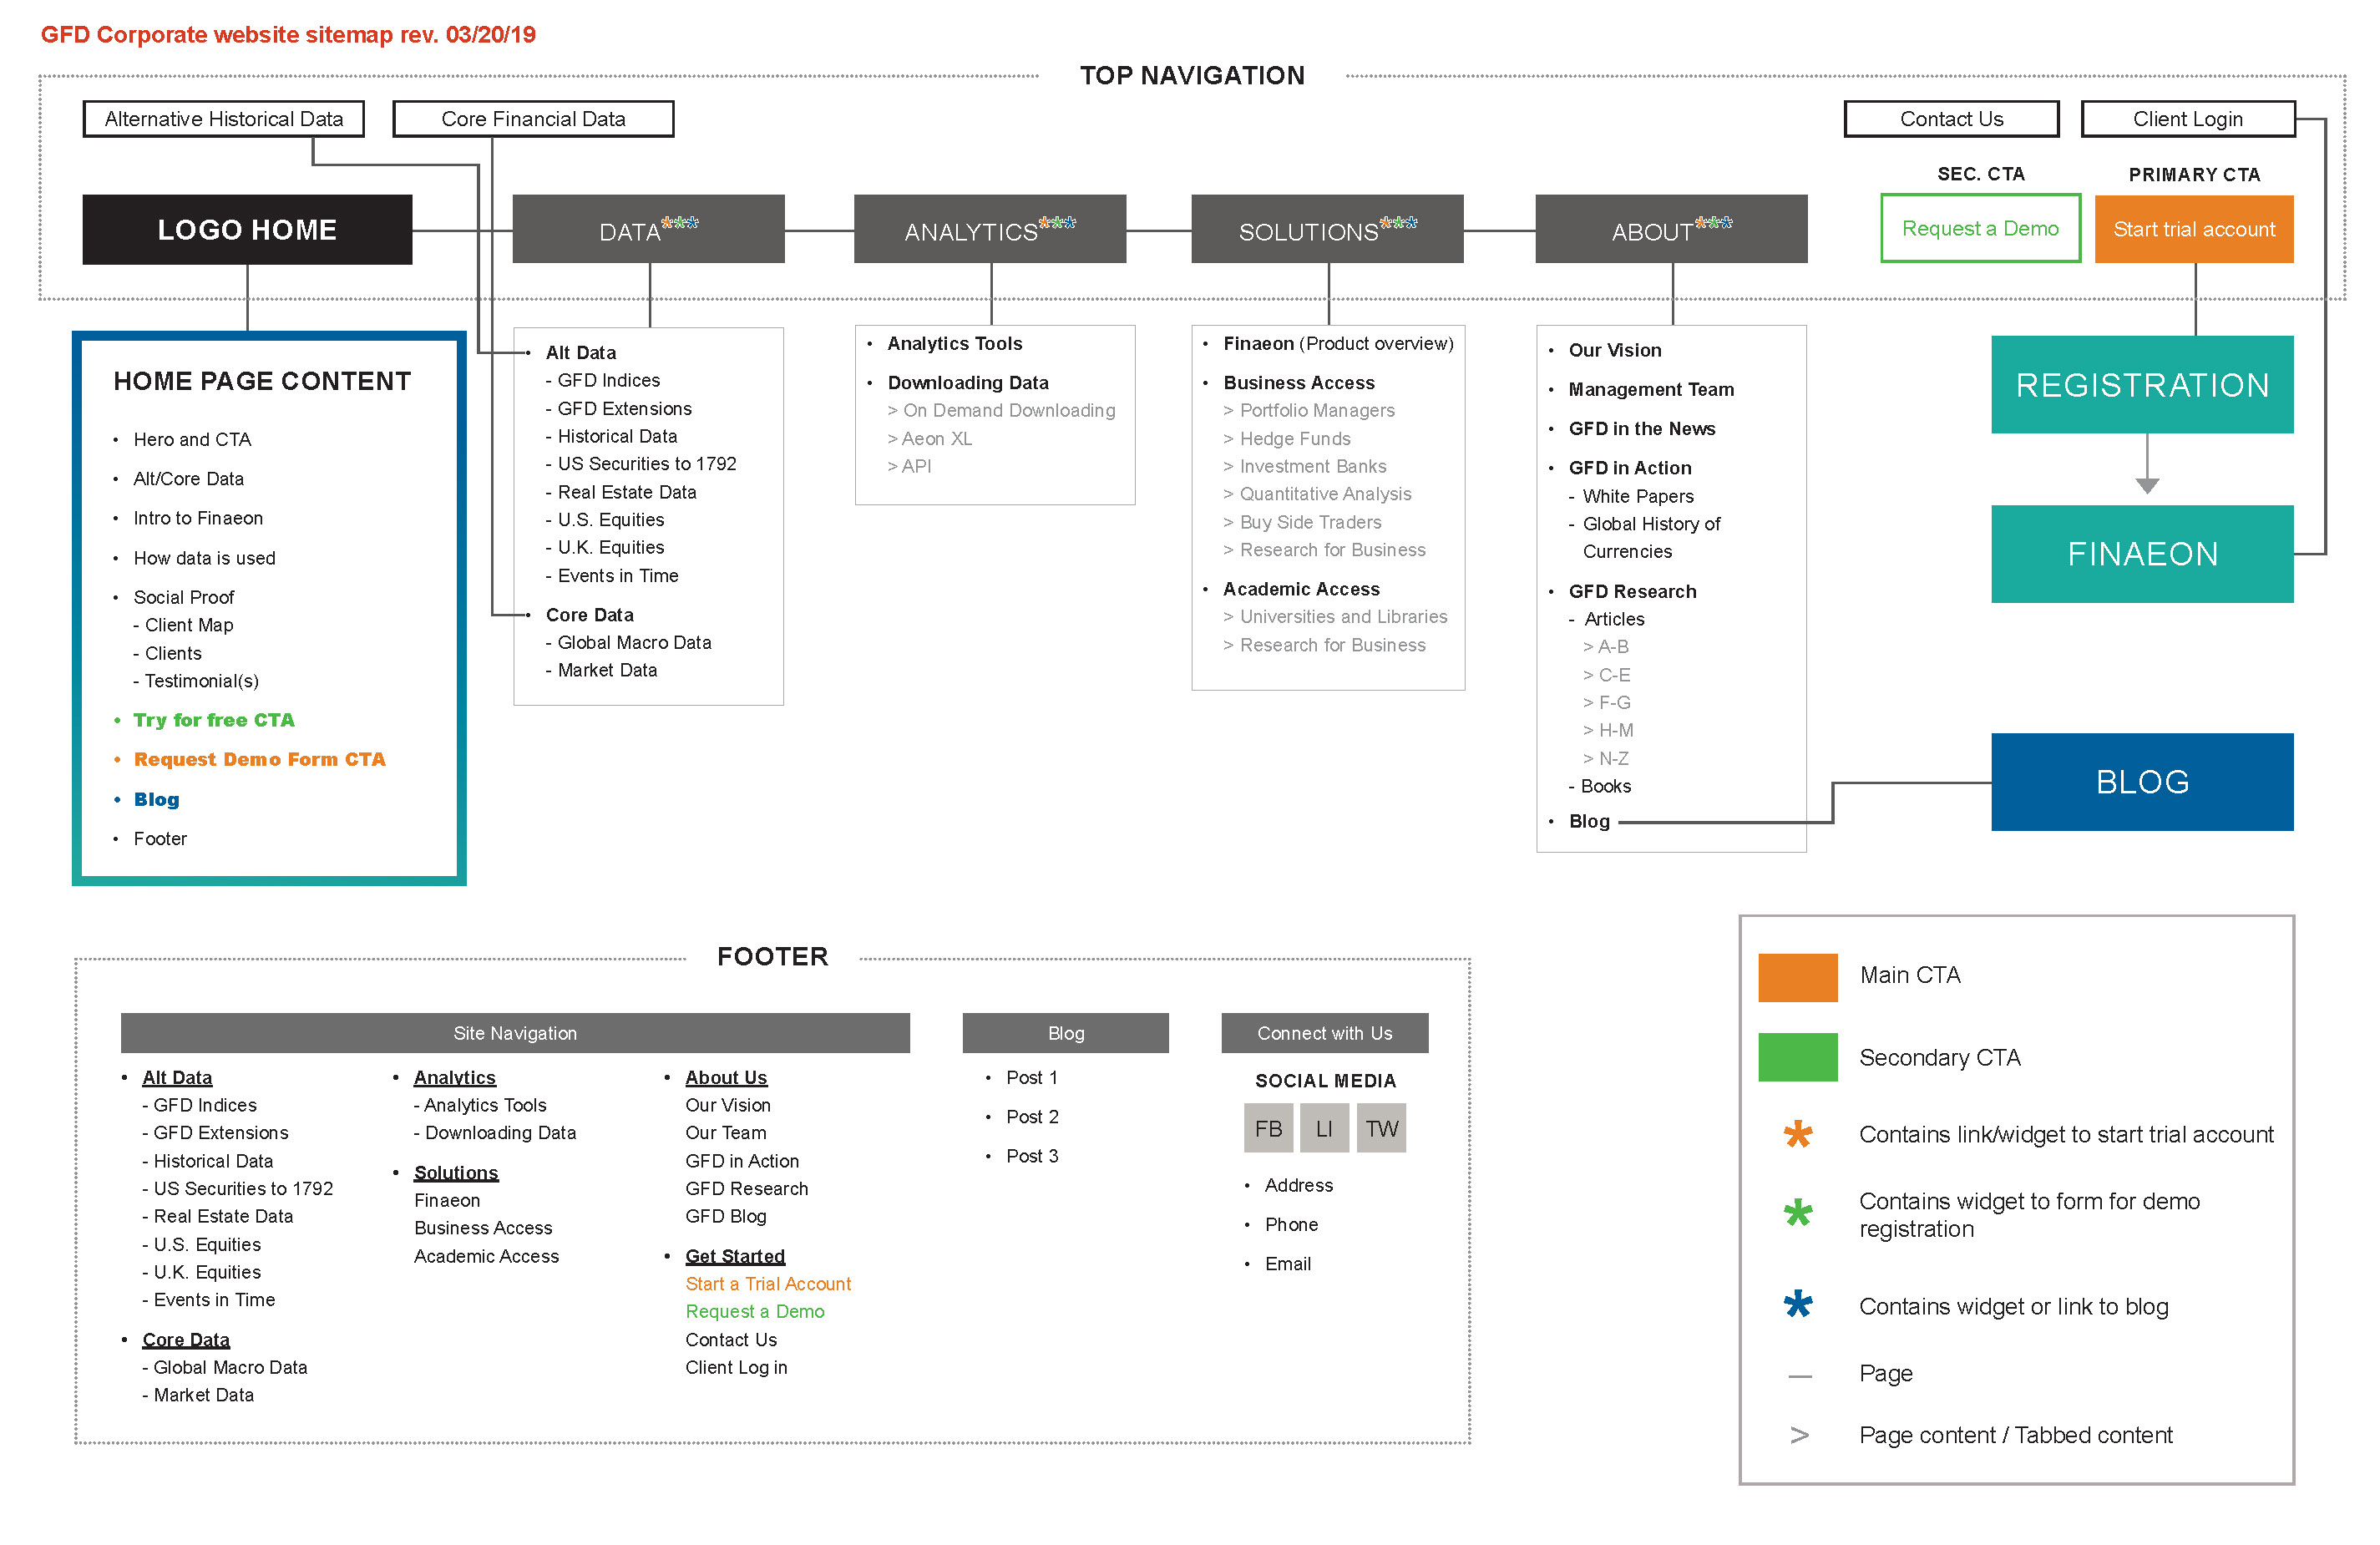 GFD Corporate website sitemap rev. 03/20/19
TOP NAVIGATION
Alternative Historical Data
Core Financial Data
Contact Us
Client Login
SEC. CTA
PRIMARY CTA
LOGO HOME
DATA***
ANALYTICS***
SOLUTIONS***
ABOUT***
Request a Demo
Start trial account
HOME PAGE CONTENT
• Hero and CTA
• Alt/Core Data
• Intro to Finaeon
• How data is used
• Social Proof
- Client Map
- Clients
- Testimonial(s)
• Try for free CTA
• Request Demo Form CTA
• Blog
• Footer
• Alt Data
- GFD Indices
- GFD Extensions
- Historical Data
- US Securities to 1792
- Real Estate Data
- U.S. Equities
- U.K. Equities
- Events in Time
• Core Data
- Global Macro Data
- Market Data
• Analytics Tools
• Downloading Data
> On Demand Downloading
> Aeon XL
> API
• Finaeon (Product overview)
• Business Access
> Portfolio Managers
> Hedge Funds
> Investment Banks
> Quantitative Analysis
> Buy Side Traders
> Research for Business
• Academic Access
> Universities and Libraries
> Research for Business
• Our Vision
• Management Team
• GFD in the News
• GFD in Action
- White Papers
- Global History of
Currencies
• GFD Research
- Articles
> A-B
> C-E
> F-G
> H-M
> N-Z
- Books
• Blog
REGISTRATION
FINAEON
BLOG
FOOTER
Site Navigation
• Alt Data
- GFD Indices
- GFD Extensions
- Historical Data
- US Securities to 1792
- Real Estate Data
- U.S. Equities
- U.K. Equities
- Events in Time
• Core Data
- Global Macro Data
- Market Data
• Analytics
- Analytics Tools
- Downloading Data
• Solutions
Finaeon
Business Access
Academic Access
• About Us
Our Vision
Our Team
GFD in Action
GFD Research
GFD Blog
• Get Started
Start a Trial Account
Request a Demo
Contact Us
Client Log in
Blog
• Post 1
• Post 2
• Post 3
Connect with Us
SOCIAL MEDIA
FB LI TW
• Address
• Phone
• Email
Main CTA
Secondary CTA
* Contains link/widget to start trial account
* Contains widget to form for demo
registration
* Contains widget or link to blog
— Page
> Page content / Tabbed content